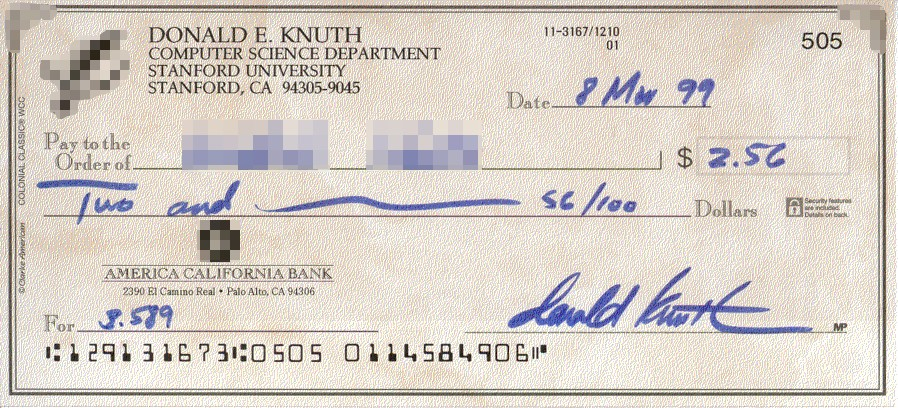 DONALD E. KNUTH
COMPUTER SCIENCE DEPARTMENT
STANFORD UNIVERSITY
STANFORD, CA 94305-9045
11-3167/1210
01
505
Date 8 Mar 99
Pay to the
Order of
$ 2.56
Two and 56/100 Dollars
Security features
are included.
Details on back.
AMERICA CALIFORNIA BANK
2390 El Camino Real • Palo Alto, CA 94306
For 3.589
Donald Knuth
MP
⑆129131673⑆0505 0114584906⑈
COLONIAL CLASSIC® WCC
©Clarke American